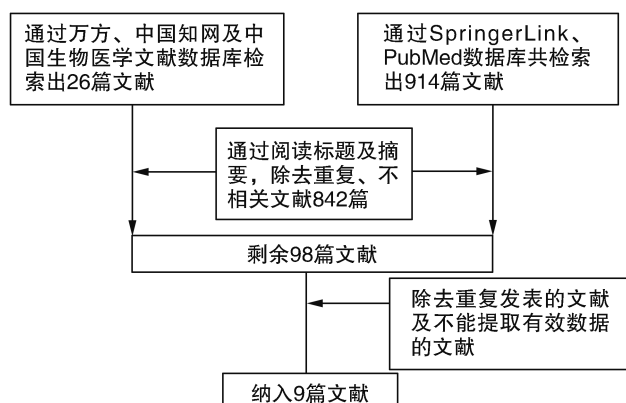 通过万方、中国知网及中
国生物医学文献数据库检
索出26篇文献
通过SpringerLink、
PubMed数据库共检索
出914篇文献
通过阅读标题及摘
要，除去重复、不
相关文献842篇
剩余98篇文献
除去重复发表的文献
及不能提取有效数据
的文献
纳入9篇文献